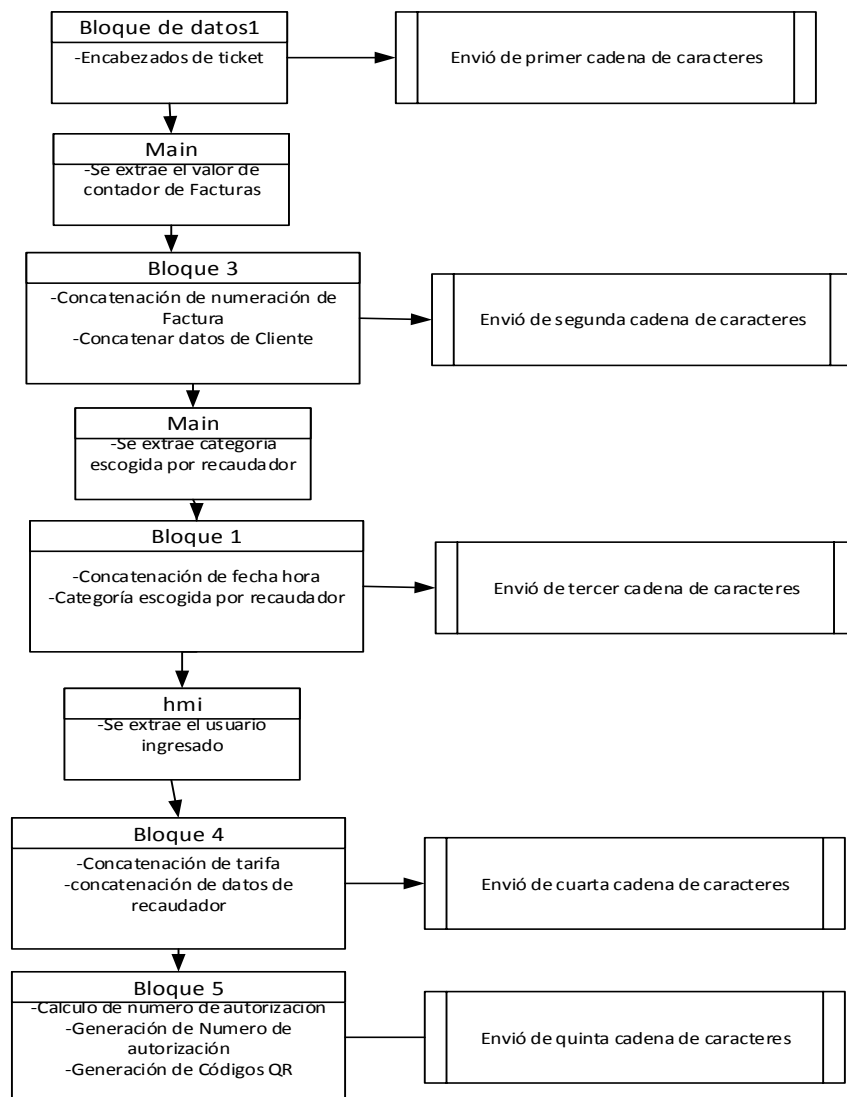 Bloque de datos1
-Encabezados de ticket
Envió de primer cadena de caracteres
Main
-Se extrae el valor de
contador de Facturas
Bloque 3
-Concatenación de numeración de
Factura
-Concatenar datos de Cliente
Envió de segunda cadena de caracteres
Main
-Se extrae categoría
escogida por recaudador
Bloque 1
-Concatenación de fecha hora
-Categoría escogida por recaudador
Envió de tercer cadena de caracteres
hmi
-Se extrae el usuario
ingresado
Bloque 4
-Concatenación de tarifa
-concatenación de datos de
recaudador
Envió de cuarta cadena de caracteres
Bloque 5
-Calculo de numero de autorización
-Generación de Numero de
autorización
-Generación de Códigos QR
Envió de quinta cadena de caracteres